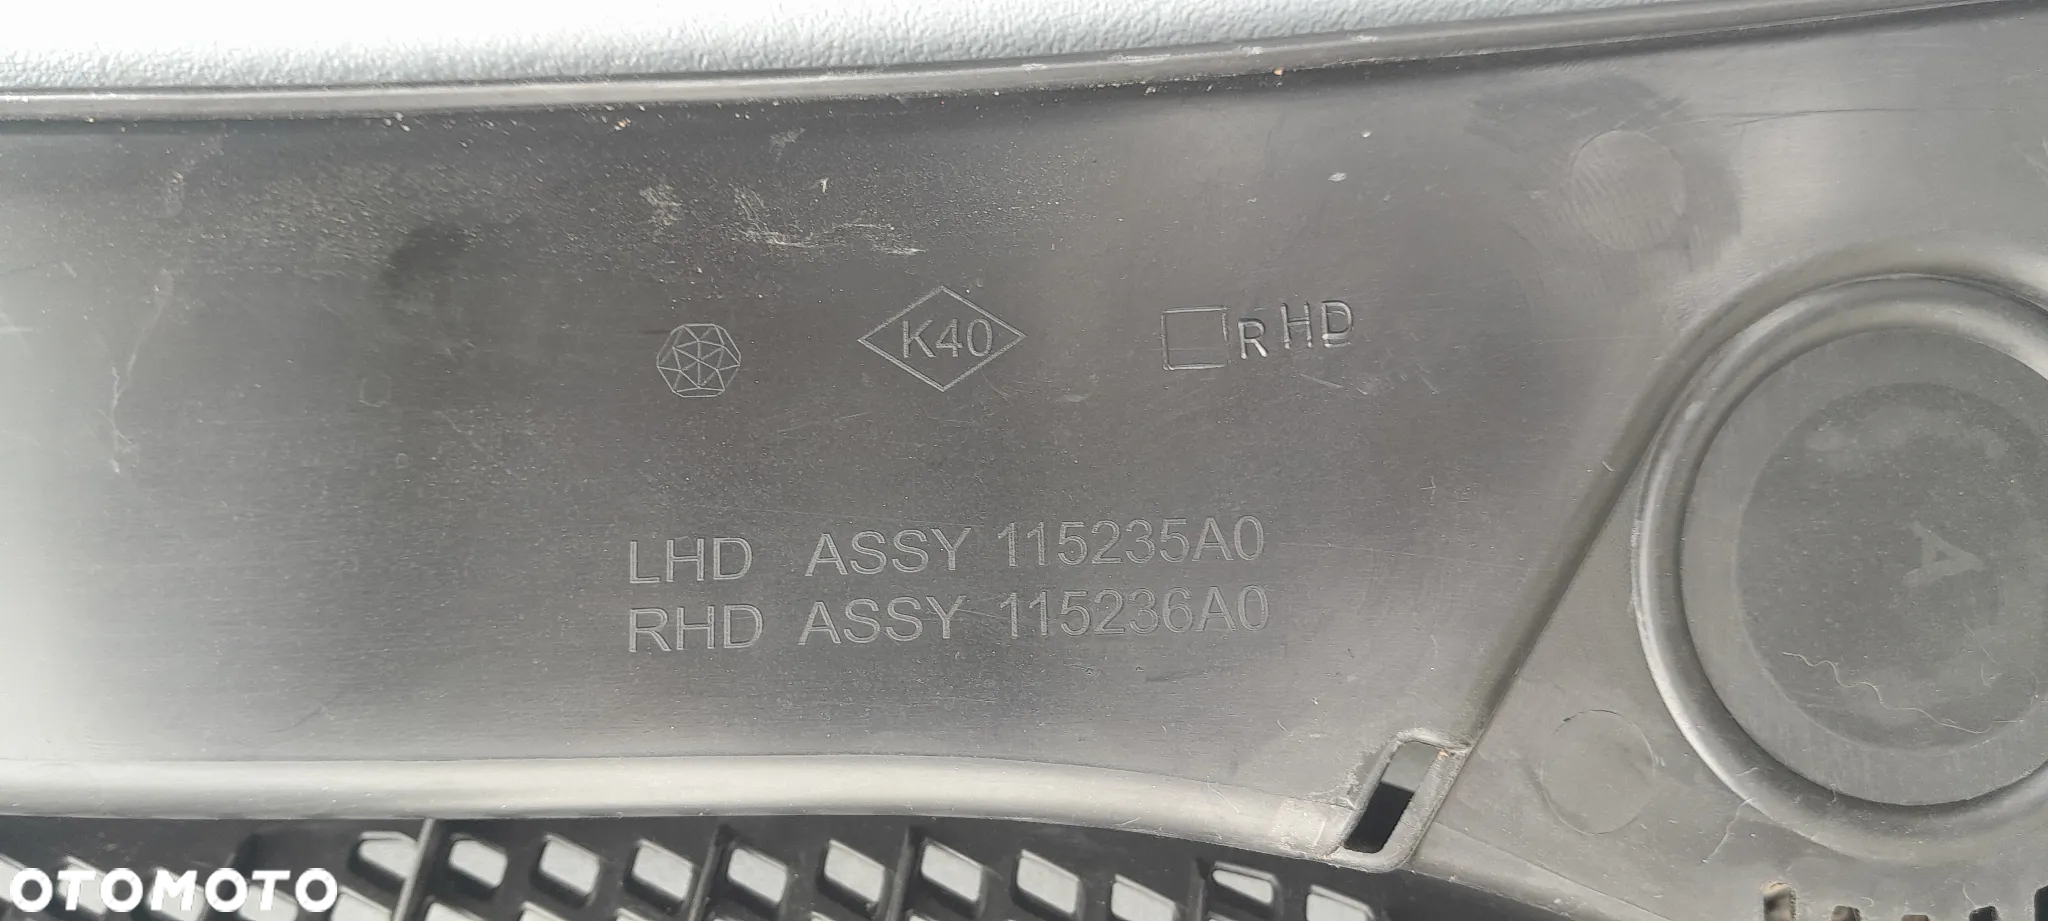 K40
RHD
LHD ASSY 115235A0
RHD ASSY 115236A0
A
OTOMOTO